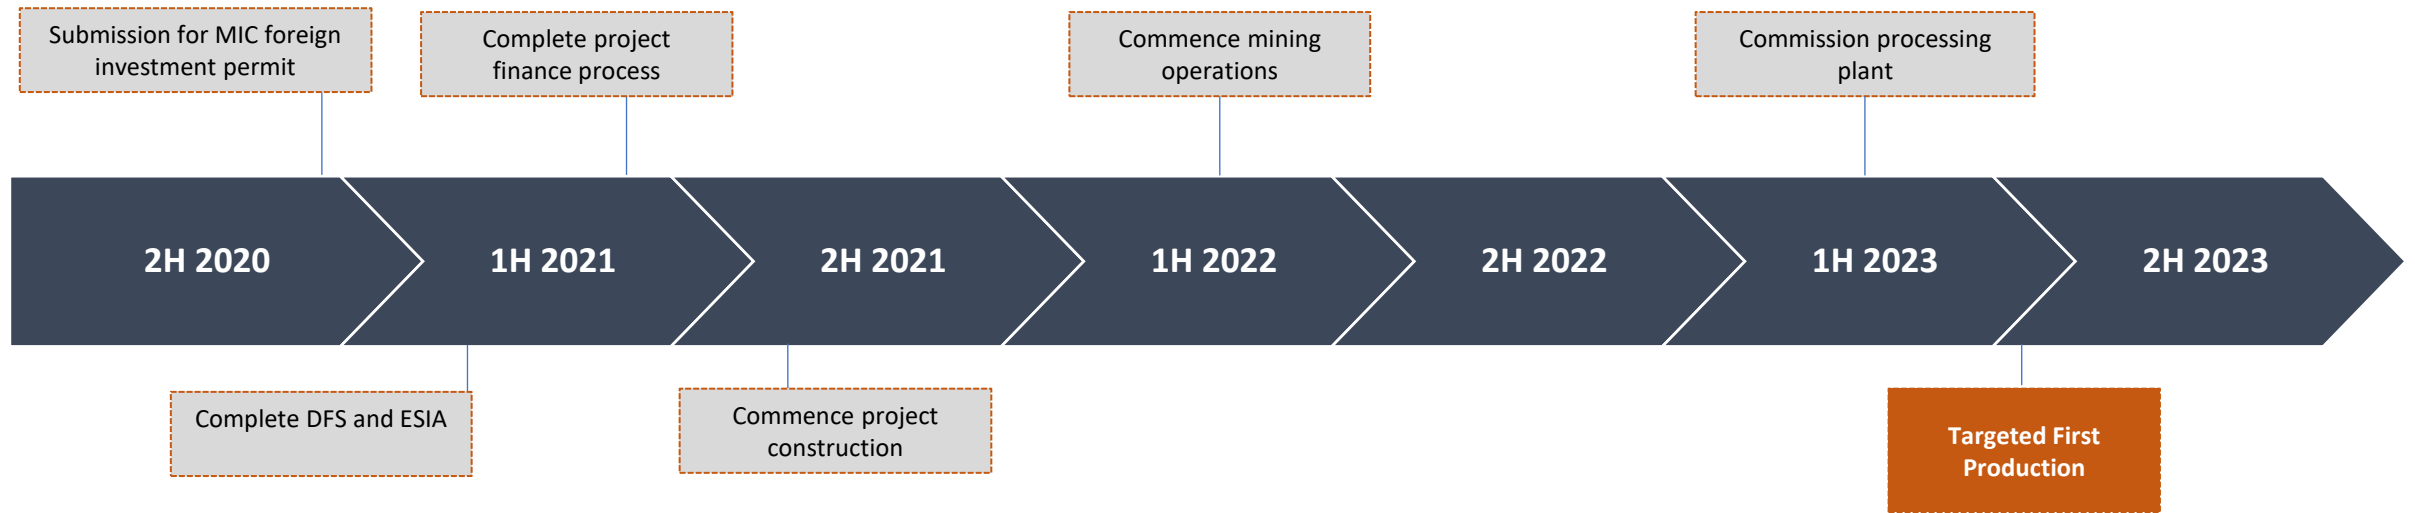 Submission for MIC foreign
investment permit
Complete project
finance process
Commence mining
operations
Commission processing
plant
2H 2020
1H 2021
2H 2021
1H 2022
2H 2022
1H 2023
2H 2023
Complete DFS and ESIA
Commence project
construction
Targeted First
Production